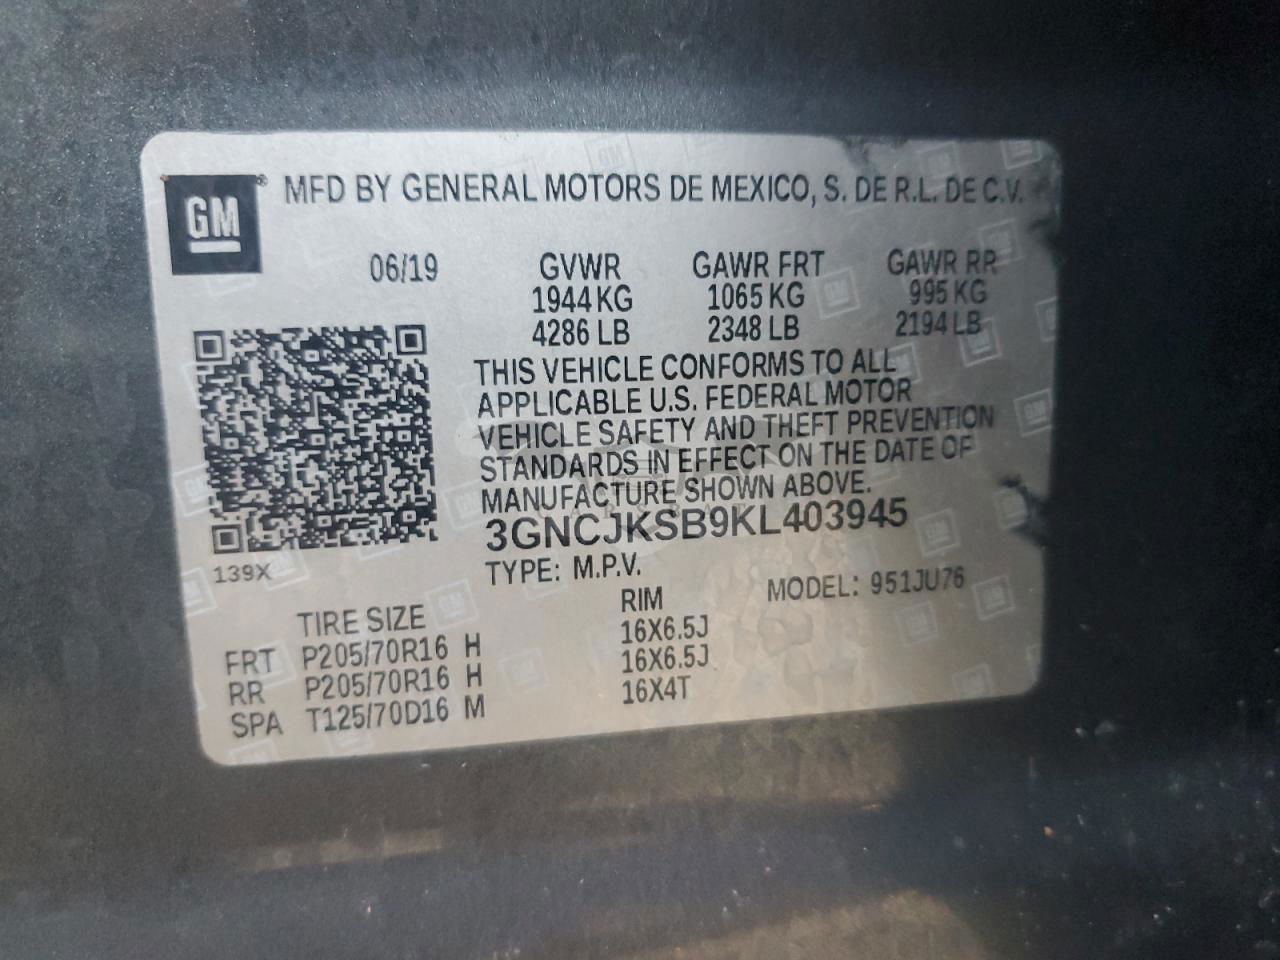 GM
MFD BY GENERAL MOTORS DE MEXICO, S. DE R.L. DE C.V.
06/19 GVWR GAWR FRT GAWR RR
1944 KG 1065 KG 995 KG
4286 LB 2348 LB 2194 LB
THIS VEHICLE CONFORMS TO ALL
APPLICABLE U.S. FEDERAL MOTOR
VEHICLE SAFETY AND THEFT PREVENTION
STANDARDS IN EFFECT ON THE DATE OF
MANUFACTURE SHOWN ABOVE.
3GNCJKSB9KL403945
139X
TYPE: M.P.V. MODEL: 951JU76
TIRE SIZE RIM
FRT P205/70R16 H 16X6.5J
RR P205/70R16 H 16X6.5J
SPA T125/70D16 M 16X4T